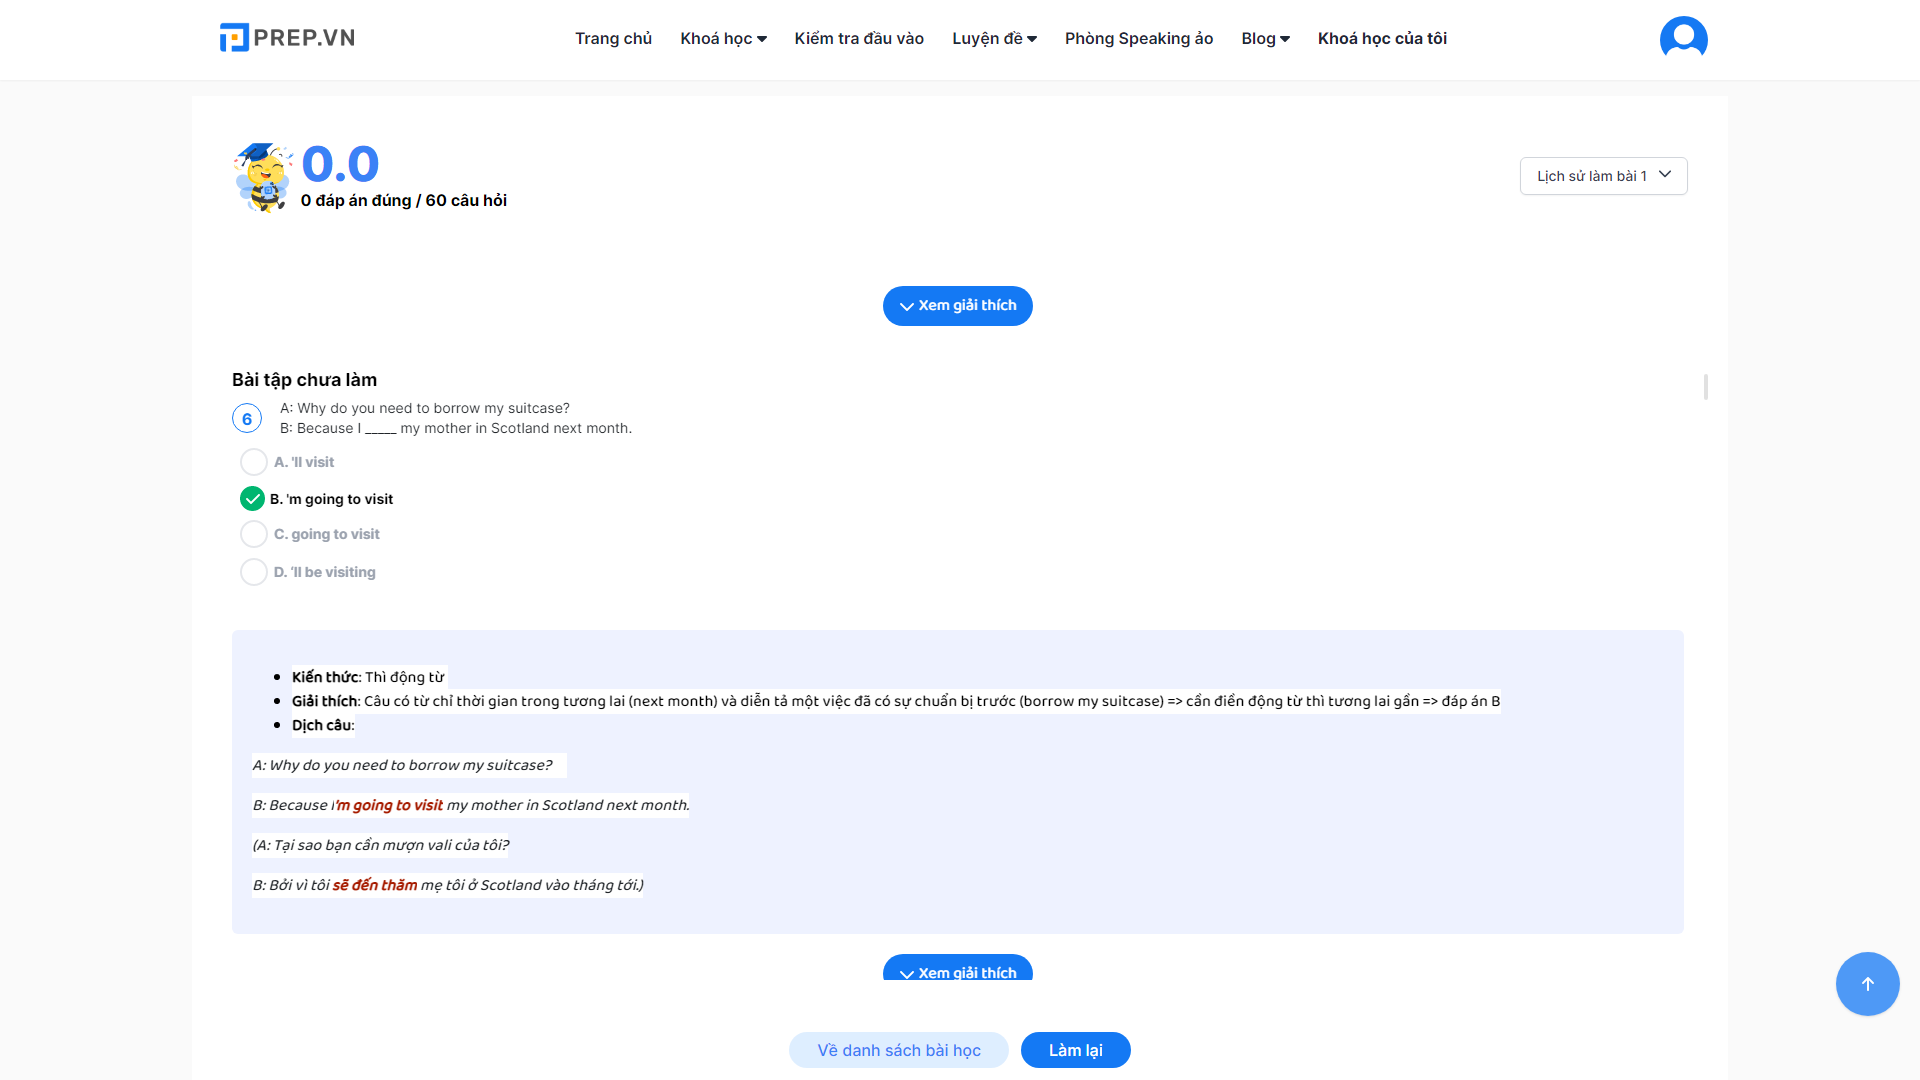 PREP.VN
Trang chủ Khoá học Kiểm tra đầu vào Luyện đề Phòng Speaking ảo Blog Khoá học của tôi
0.0
0 đáp án đúng / 60 câu hỏi
Lịch sử làm bài 1
Xem giải thích
Bài tập chưa làm
6
A: Why do you need to borrow my suitcase?
B: Because I _____ my mother in Scotland next month.
A. 'll visit
B. 'm going to visit
C. going to visit
D. 'll be visiting
Kiến thức: Thì động từ
Giải thích: Câu có từ chỉ thời gian trong tương lai (next month) và diễn tả một việc đã có sự chuẩn bị trước (borrow my suitcase) => cần điền động từ thì tương lai gần => đáp án B
Dịch câu:
A: Why do you need to borrow my suitcase?
B: Because I'm going to visit my mother in Scotland next month.
(A: Tại sao bạn cần mượn vali của tôi?
B: Bởi vì tôi sẽ đến thăm mẹ tôi ở Scotland vào tháng tới.)
Xem giải thích
Về danh sách bài học
Làm lại